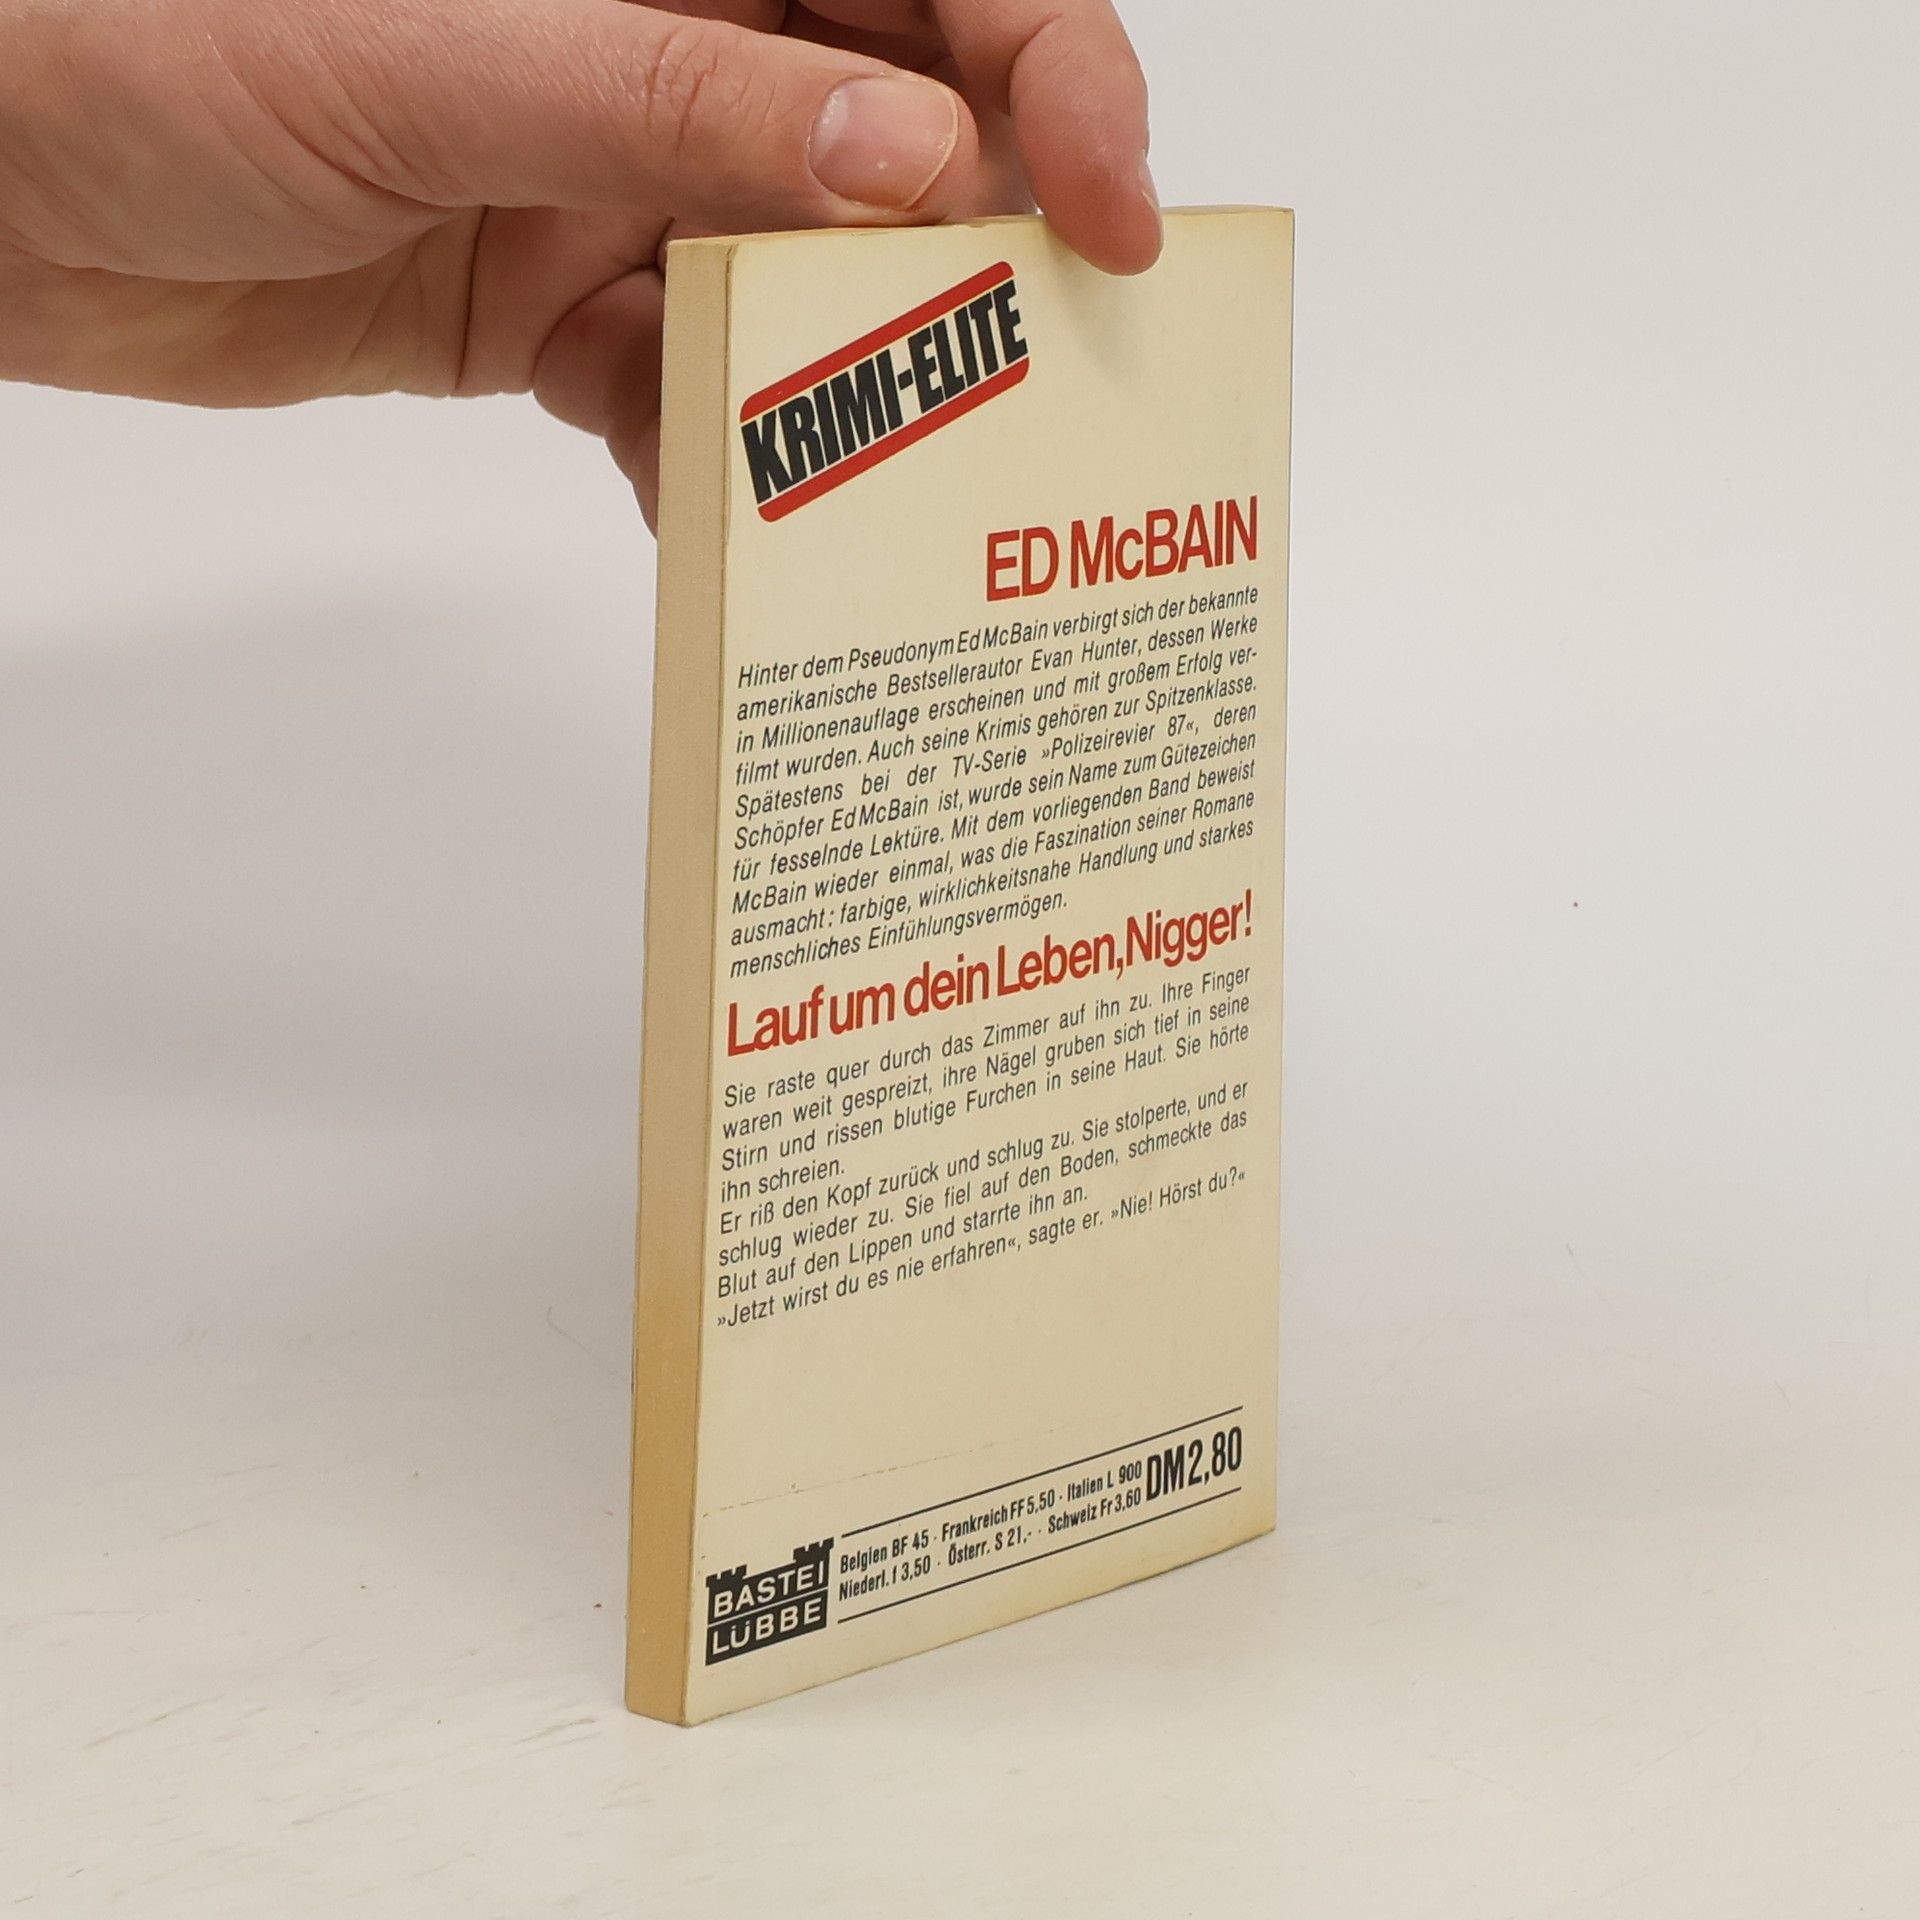 KRIMI-ELITE
ED McBAIN
Hinter dem Pseudonym Ed McBain verbirgt sich der bekannte
amerikanische Bestsellerautor Evan Hunter, dessen Werke
in Millionenauflage erscheinen und mit großem Erfolg ver-
filmt wurden. Auch seine Krimis gehören zur Spitzenklasse.
Spätestens bei der TV-Serie »Polizeirevier 87«, deren
Schöpfer Ed McBain ist, wurde sein Name zum Gütezeichen
für fesselnde Lektüre. Mit dem vorliegenden Band beweist
McBain wieder einmal, was die Faszination seiner Romane
ausmacht: farbige, wirklichkeitsnahe Handlung und starkes
menschliches Einfühlungsvermögen.
Lauf um dein Leben, Nigger!
Sie raste quer durch das Zimmer auf ihn zu. Ihre Finger
waren weit gespreizt, ihre Nägel gruben sich tief in seine
Stirn und rissen blutige Furchen in seine Haut. Sie hörte
ihn schreien.
Er riß den Kopf zurück und schlug zu. Sie stolperte, und er
schlug wieder zu. Sie fiel auf den Boden, schmeckte das
Blut auf den Lippen und starrte ihn an.
»Jetzt wirst du es nie erfahren«, sagte er. »Nie! Hörst du?«
BASTEI
LÜBBE
Belgien BF 45 · Frankreich FF 5,50 · Italien L 900
Niederl. f 3,50 · Österr. S 21,- · Schweiz Fr 3,60
DM 2,80